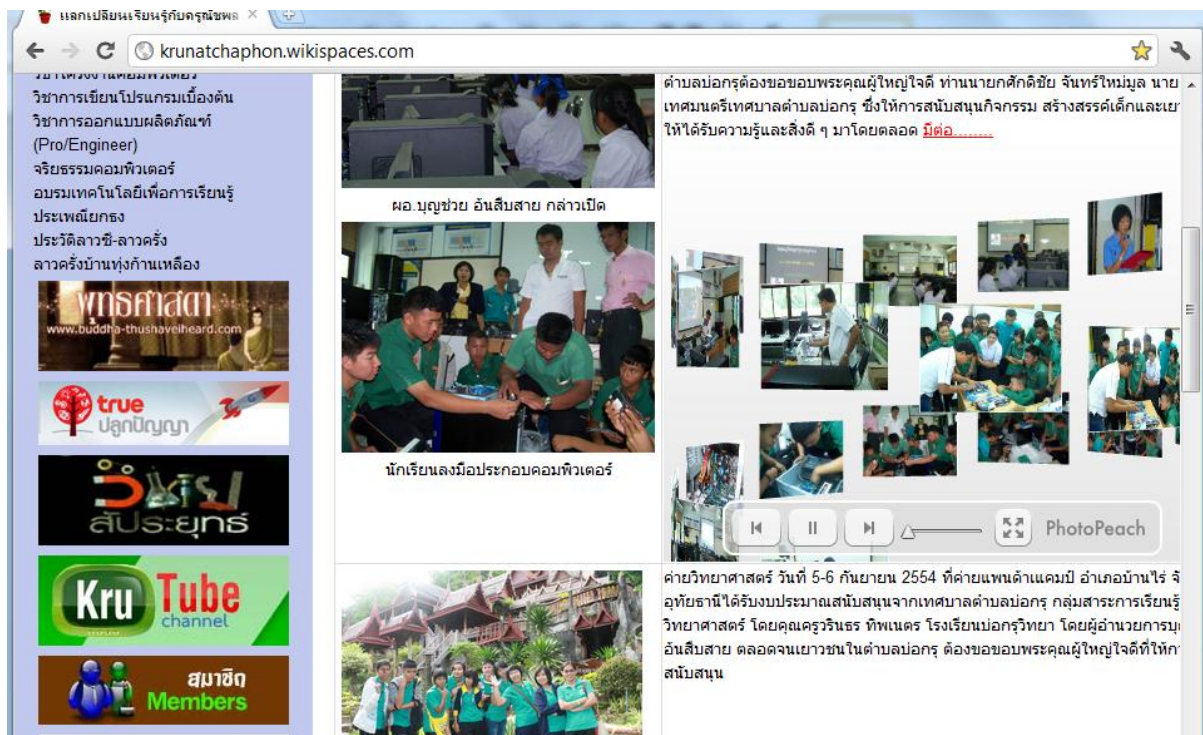 แลกเปลี่ยนเรียนรู้กับครูณัชพล
krunatchaphon.wikispaces.com
วิชาโครงงานคอมพิวเตอร์
วิชาการเขียนโปรแกรมเบื้องต้น
วิชาการออกแบบผลิตภัณฑ์
(Pro/Engineer)
จริยธรรมคอมพิวเตอร์
อบรมเทคโนโลยีเพื่อการเรียนรู้
ประเพณียกธง
ประวัติลาวซี-ลาวครั่ง
ลาวครั่งบ้านทุ่งก้านเหลือง
พุทธศาสดา
www.buddha-thushaveiheard.com
true
ปลูกปัญญา
วิทย์
สัประยุทธ์
Kru Tube
channel
สมาชิก
Members
ผอ.บุญช่วย อ้นสืบสาย กล่าวเปิด
นักเรียนลงมือประกอบคอมพิวเตอร์
ตำบลบ่อกรุต้องขอขอบพระคุณผู้ใหญ่ใจดี ท่านนายกศักดิชัย จันทร์ใหม่มูล นาย
เทศมนตรีเทศบาลตำบลบ่อกรุ ซึ่งให้การสนับสนุนกิจกรรม สร้างสรรค์เด็กและเยา
ให้ได้รับความรู้และสิ่งดี ๆ มาโดยตลอด มีต่อ........
PhotoPeach
ค่ายวิทยาศาสตร์ วันที่ 5-6 กันยายน 2554 ที่ค่ายแพนด้าแคมป์ อำเภอบ้านไร่ จั
อุทัยธานีได้รับงบประมาณสนับสนุนจากเทศบาลตำบลบ่อกรุ กลุ่มสาระการเรียนรู้
วิทยาศาสตร์ โดยคุณครูวรินธร ทิพเนตร โรงเรียนบ่อกรุวิทยา โดยผู้อำนวยการบุญ
อ้นสืบสาย ตลอดจนเยาวชนในตำบลบ่อกรุ ต้องขอขอบพระคุณผู้ใหญ่ใจดีที่ให้กา
สนับสนุน